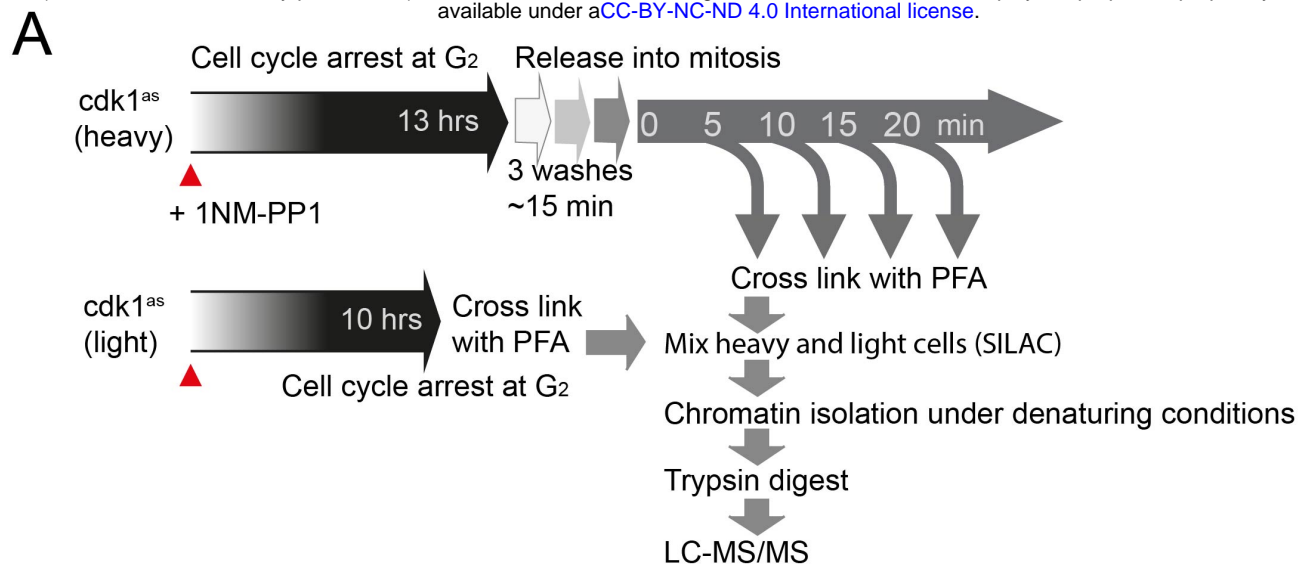 available under aCC-BY-NC-ND 4.0 International license.
A
Cell cycle arrest at G2
Release into mitosis
cdk1as
(heavy)
13 hrs
0 5 10 15 20 min
3 washes
~15 min
+ 1NM-PP1
Cross link with PFA
cdk1as
(light)
10 hrs
Cross link
with PFA
Mix heavy and light cells (SILAC)
Cell cycle arrest at G2
Chromatin isolation under denaturing conditions
Trypsin digest
LC-MS/MS